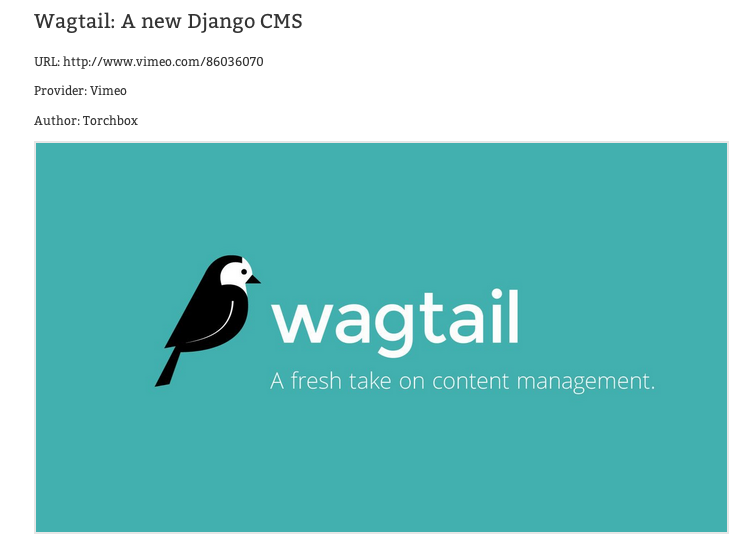 Wagtail: A new Django CMS
URL: http://www.vimeo.com/86036070
Provider: Vimeo
Author: Torchbox
wagtail
A fresh take on content management.